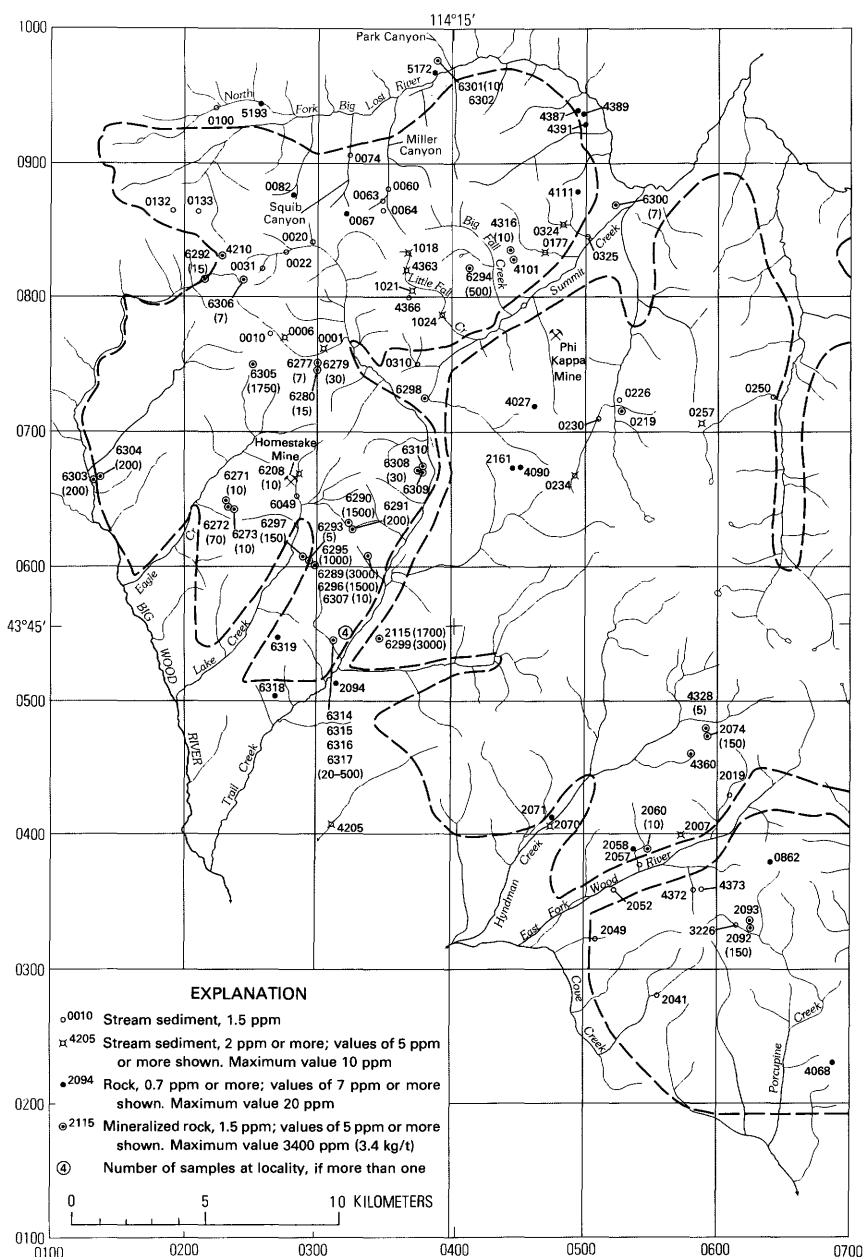 114°15′
1000
Park Canyon
5172
North
Fork
Big
Lost
River
6301(10)
6302
0100
5193
4387
4389
4391
Miller
Canyon
0900
0074
0082
0060
0063
0064
Squib
Canyon
0067
4111
6300
(7)
0132
0133
Big
Fall
Creek
4316
(10)
0324
0177
0325
4101
0020
0022
6292
(15)
4210
0031
1018
4363
6294
(500)
Summit
Creek
0800
6306
(7)
1021
Little Fall
Cr
4366
1024
0010
0006
0001
Phi
Kappa
Mine
6305
(1750)
6277
(7)
6279
(30)
6280
(15)
0310
6298
4027
0226
0219
0230
0257
0250
0700
6304
(200)
6303
(200)
Homestake
Mine
6208
(10)
6310
6308
(30)
6309
2161
4090
0234
6271
(10)
6049
6290
(1500)
6291
(200)
6272
(70)
6273
(10)
6297
(150)
6293
(5)
6295
(1000)
6289(3000)
6296(1500)
6307(10)
0600
Eagle
Cr
43°45′
BIG
WOOD
RIVER
Lake
Creek
6319
4
2115(1700)
6299(3000)
0500
6318
2094
6314
6315
6316
6317
(20–500)
4328
(5)
2074
(150)
4360
2019
Trail
Creek
0400
4205
2071
2070
2060
(10)
2007
2058
2057
0862
Hyndman
Creek
East
Fork
Wood
River
2052
4372
4373
2049
3226
2093
2092
(150)
0300
Cove
Creek
2041
Porcupine
Creek
4068
0200
EXPLANATION
0010 Stream sediment, 1.5 ppm
4205 Stream sediment, 2 ppm or more; values of 5 ppm
or more shown. Maximum value 10 ppm
2094 Rock, 0.7 ppm or more; values of 7 ppm or more
shown. Maximum value 20 ppm
2115 Mineralized rock, 1.5 ppm; values of 5 ppm or more
shown. Maximum value 3400 ppm (3.4 kg/t)
4 Number of samples at locality, if more than one
0 5 10 KILOMETERS
0100
0100 0200 0300 0400 0500 0600 0700